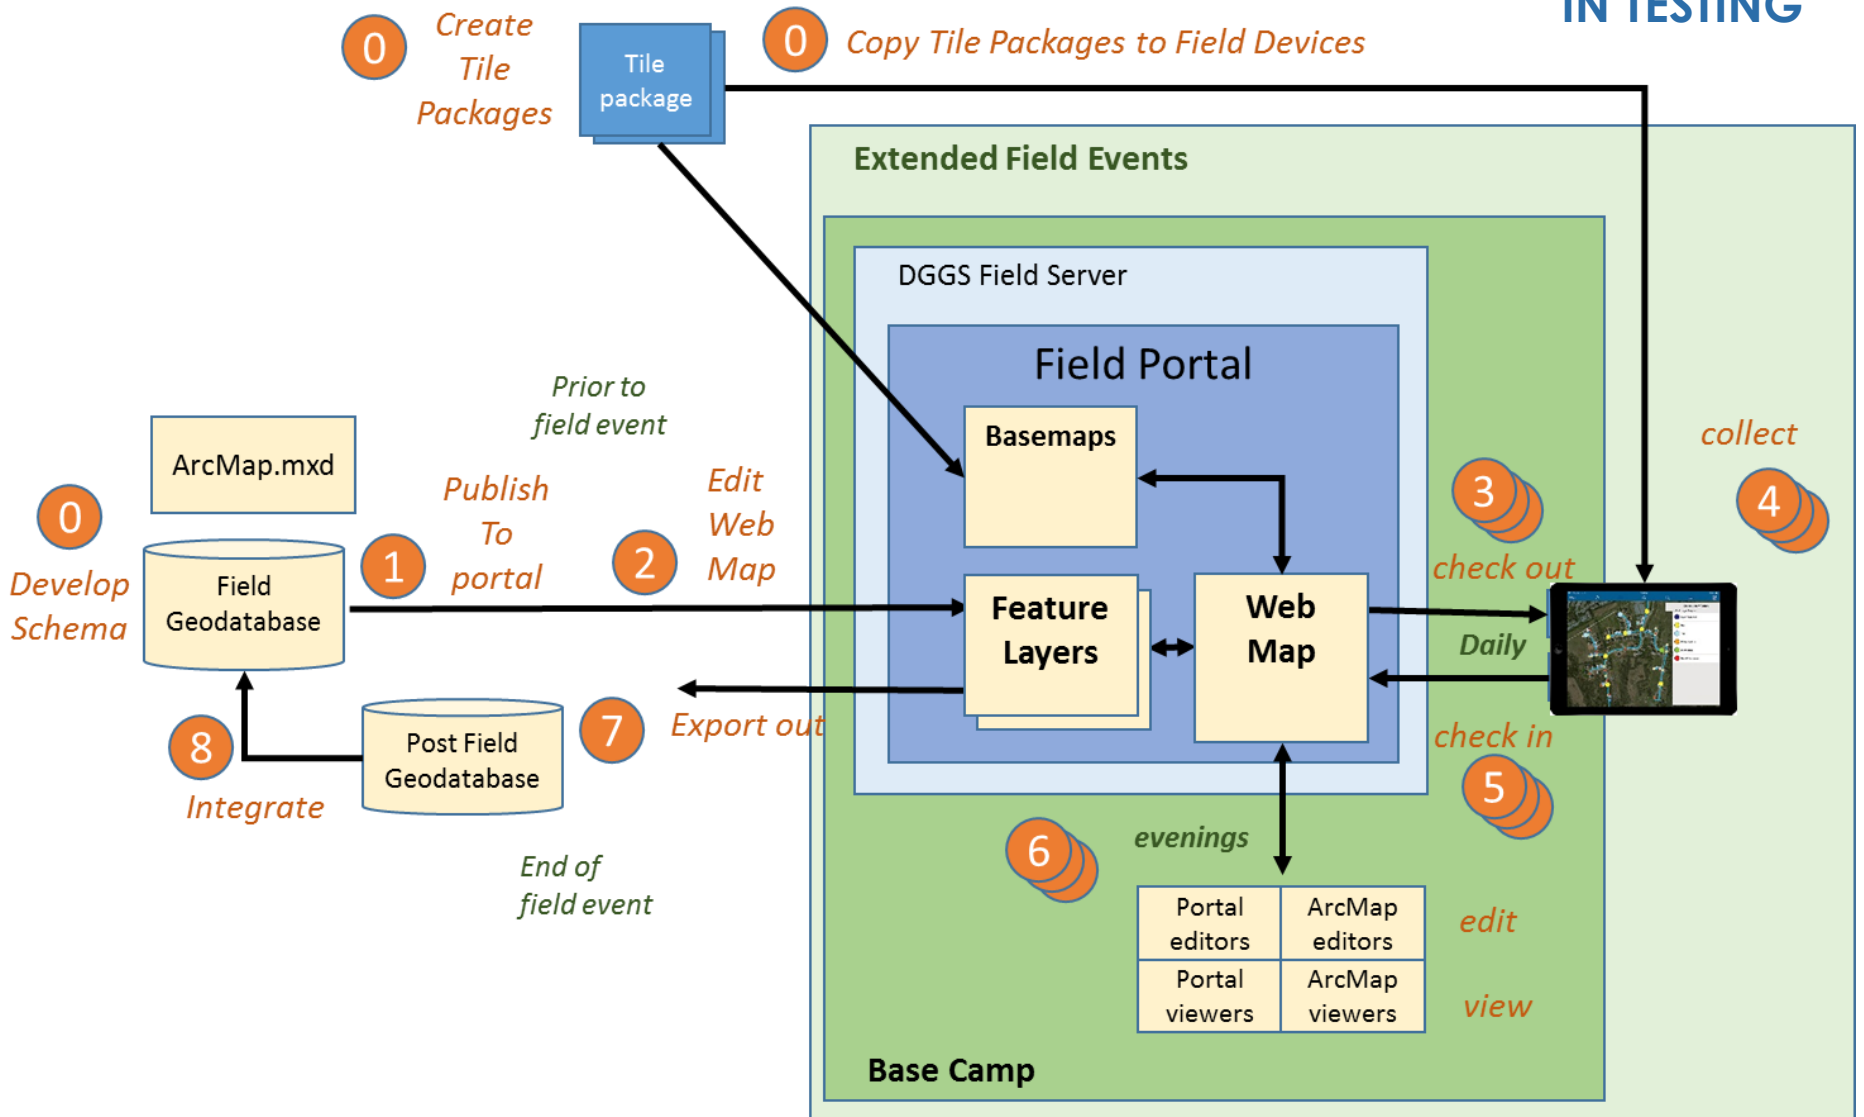 IN TESTING
0
Create
Tile
Packages
Tile
package
0
Copy Tile Packages to Field Devices
Extended Field Events
DGGS Field Server
Field Portal
Basemaps
Prior to
field event
ArcMap.mxd
0
Develop
Schema
Field
Geodatabase
1
Publish
To
portal
2
Edit
Web
Map
Feature
Layers
Web
Map
3
check out
Daily
collect
4
check in
5
7
Export out
8
Integrate
Post Field
Geodatabase
End of
field event
6
evenings
Portal
editors
ArcMap
editors
edit
Portal
viewers
ArcMap
viewers
view
Base Camp